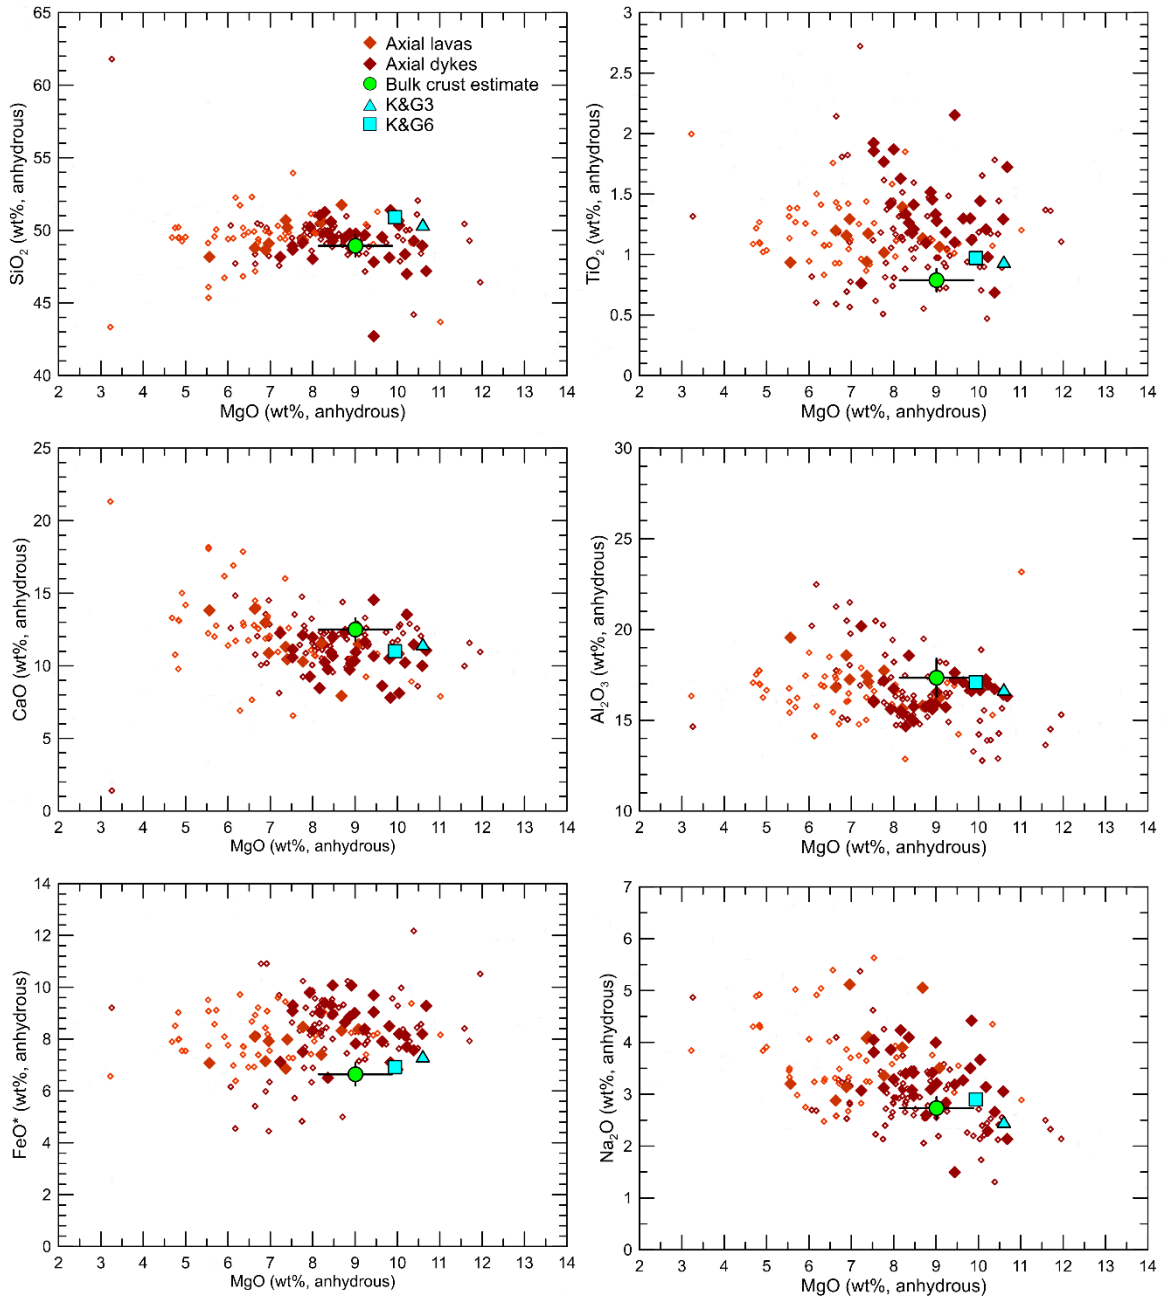 65
60
55
50
45
40
SiO2 (wt%, anhydrous)
Axial lavas
Axial dykes
Bulk crust estimate
K&G3
K&G6
2 3 4 5 6 7 8 9 10 11 12 13 14
MgO (wt%, anhydrous)
3
2.5
2
1.5
1
0.5
0
TiO2 (wt%, anhydrous)
2 3 4 5 6 7 8 9 10 11 12 13 14
MgO (wt%, anhydrous)
25
20
15
10
5
0
CaO (wt%, anhydrous)
2 3 4 5 6 7 8 9 10 11 12 13 14
MgO (wt%, anhydrous)
30
25
20
15
10
Al2O3 (wt%, anhydrous)
2 3 4 5 6 7 8 9 10 11 12 13 14
MgO (wt%, anhydrous)
14
12
10
8
6
4
2
0
FeO* (wt%, anhydrous)
2 3 4 5 6 7 8 9 10 11 12 13 14
MgO (wt%, anhydrous)
7
6
5
4
3
2
1
0
Na2O (wt%, anhydrous)
2 3 4 5 6 7 8 9 10 11 12 13 14
MgO (wt%, anhydrous)